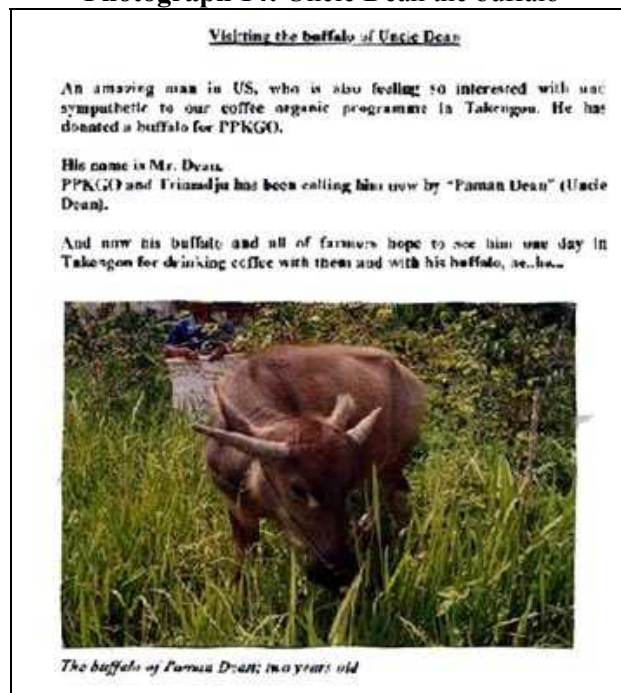 Photograph 14: Uncle Dean the buffalo
Visiting the buffalo of Uncle Dean
An amazing man in US, who is also feeling so interested with and
sympathetic to our coffee organic programme in Takengon. He has
donated a buffalo for PPKGO.
His name is Mr. Dean.
PPKGO and Triamdju has been calling him now by "Paman Dean" (Uncle
Dean).
And now his buffalo and all of farmers hope to see him one day in
Takengon for drinking coffee with them and with his buffalo, he..he...
The buffalo of Paman Dean; two years old